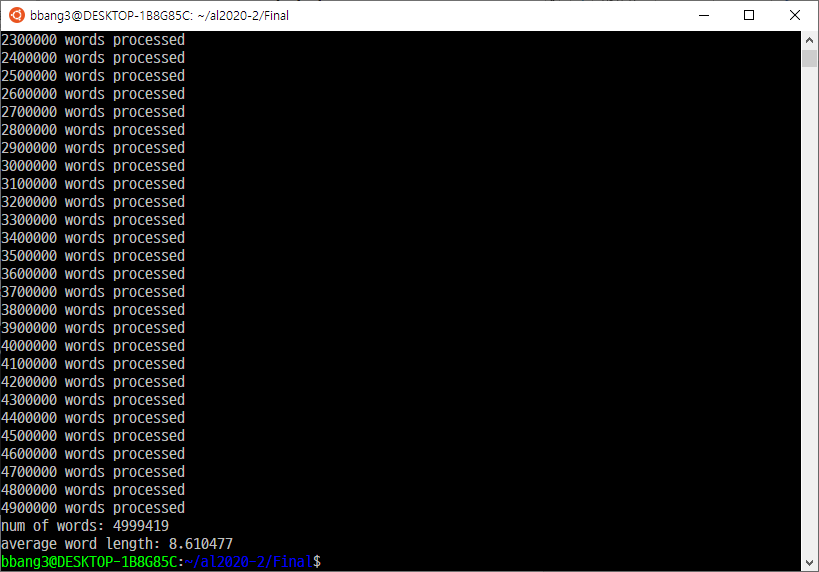 bbang3@DESKTOP-1B8G85C: ~/al2020-2/Final
2300000 words processed
2400000 words processed
2500000 words processed
2600000 words processed
2700000 words processed
2800000 words processed
2900000 words processed
3000000 words processed
3100000 words processed
3200000 words processed
3300000 words processed
3400000 words processed
3500000 words processed
3600000 words processed
3700000 words processed
3800000 words processed
3900000 words processed
4000000 words processed
4100000 words processed
4200000 words processed
4300000 words processed
4400000 words processed
4500000 words processed
4600000 words processed
4700000 words processed
4800000 words processed
4900000 words processed
num of words: 4999419
average word length: 8.610477
bbang3@DESKTOP-1B8G85C:~/al2020-2/Final$